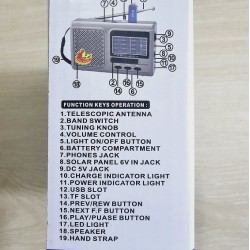 FUNCTION KEYS OPERATION:
1.TELESCOPIC ANTENNA
2.BAND SWITCH
3.TUNING KNOB
4.VOLUME CONTROL
5.LIGHT ON/OFF BUTTON
6.BATTERY COMPARTMENT
7.PHONES JACK
8.SOLAR PANEL 6V IN JACK
9.DC 5V JACK
10.CHARGE INDICATOR LIGHT
11.POWER INDICATOR LIGHT
12.USB SLOT
13.TF SLOT
14.PREV/REW BUTTON
15.NEXT F.F BUTTON
16.PLAY/PUASE BUTTON
17.LED LIGHT
18.SPEAKER
19.HAND STRAP